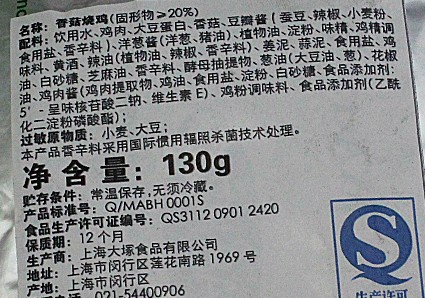 名称：香菇烧鸡(固形物≥20%)
配料：饮用水、鸡肉、大豆蛋白、香菇、豆瓣酱(蚕豆、辣椒、小麦粉、
食用盐、香辛料)、洋葱酱(洋葱、猪油)、植物油、淀粉、味精、鸡精调
味料、黄酒、辣油(植物油、辣椒、香辛料)、姜泥、蒜泥、食用盐、鸡
油、白砂糖、芝麻油、香辛料、酵母抽提物、葱油(大豆油、葱)、花椒
油、鸡肉酱(鸡肉提取物、鸡油、食用盐、淀粉、白砂糖、食品添加剂:
5'-呈味核苷酸二钠、维生素E)、鸡粉调味料、食品添加剂(乙酰
化二淀粉磷酸酯)；
过敏原物质：小麦、大豆；
本产品香辛料采用国际惯用辐照杀菌技术处理。
净含量：130g
贮存条件：常温保存,无须冷藏。
产品标准号：Q/MABH 0001S
食品生产许可证编号：QS3112 0901 2420
保质期：12个月
生产商：上海大塚食品有限公司
地址：上海市闵行区莲花南路1969号
产地：上海市闵行区
021-54400906
QS
生产许可